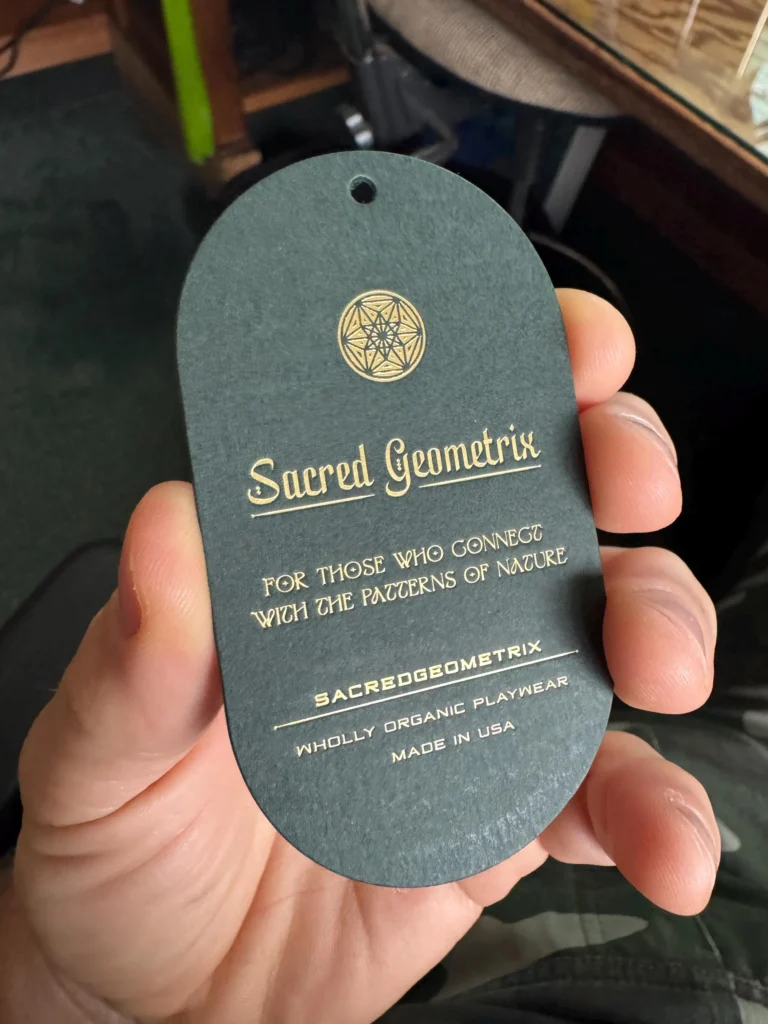 Sacred Geometrix
FOR THOSE WHO CONNECT
WITH THE PATTERNS OF NATURE
SACREDGEOMETRIX
WHOLLY ORGANIC PLAYWEAR
MADE IN USA